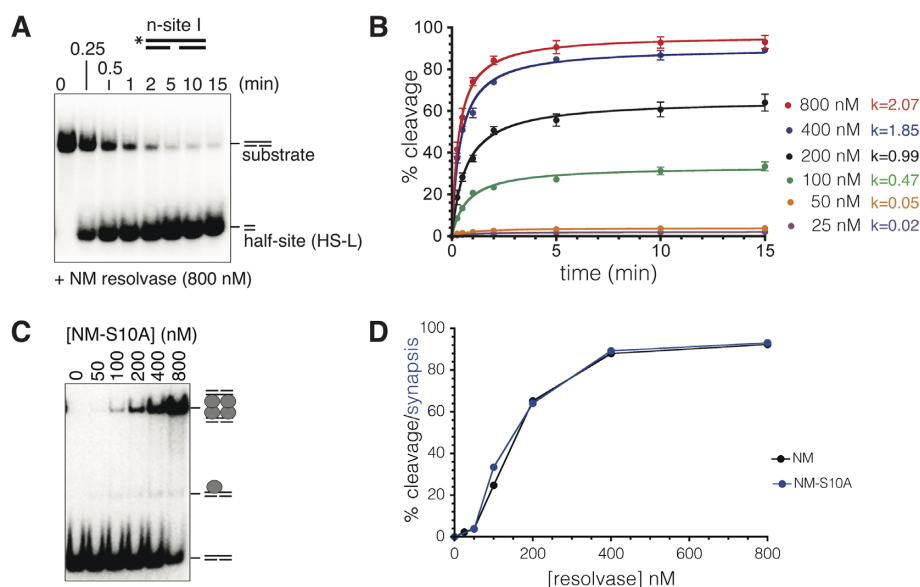 A
n-site I
*
0.25
0.5
0 1 2 5 10 15 (min)
substrate
half-site (HS-L)
+ NM resolvase (800 nM)
B
% cleavage
100
80
60
40
20
0
0 5 10 15
time (min)
800 nM k=2.07
400 nM k=1.85
200 nM k=0.99
100 nM k=0.47
50 nM k=0.05
25 nM k=0.02
C
[NM-S10A] (nM)
0 50 100 200 400 800
D
% cleavage/synapsis
100
80
60
40
20
0
0 200 400 600 800
[resolvase] nM
NM
NM-S10A